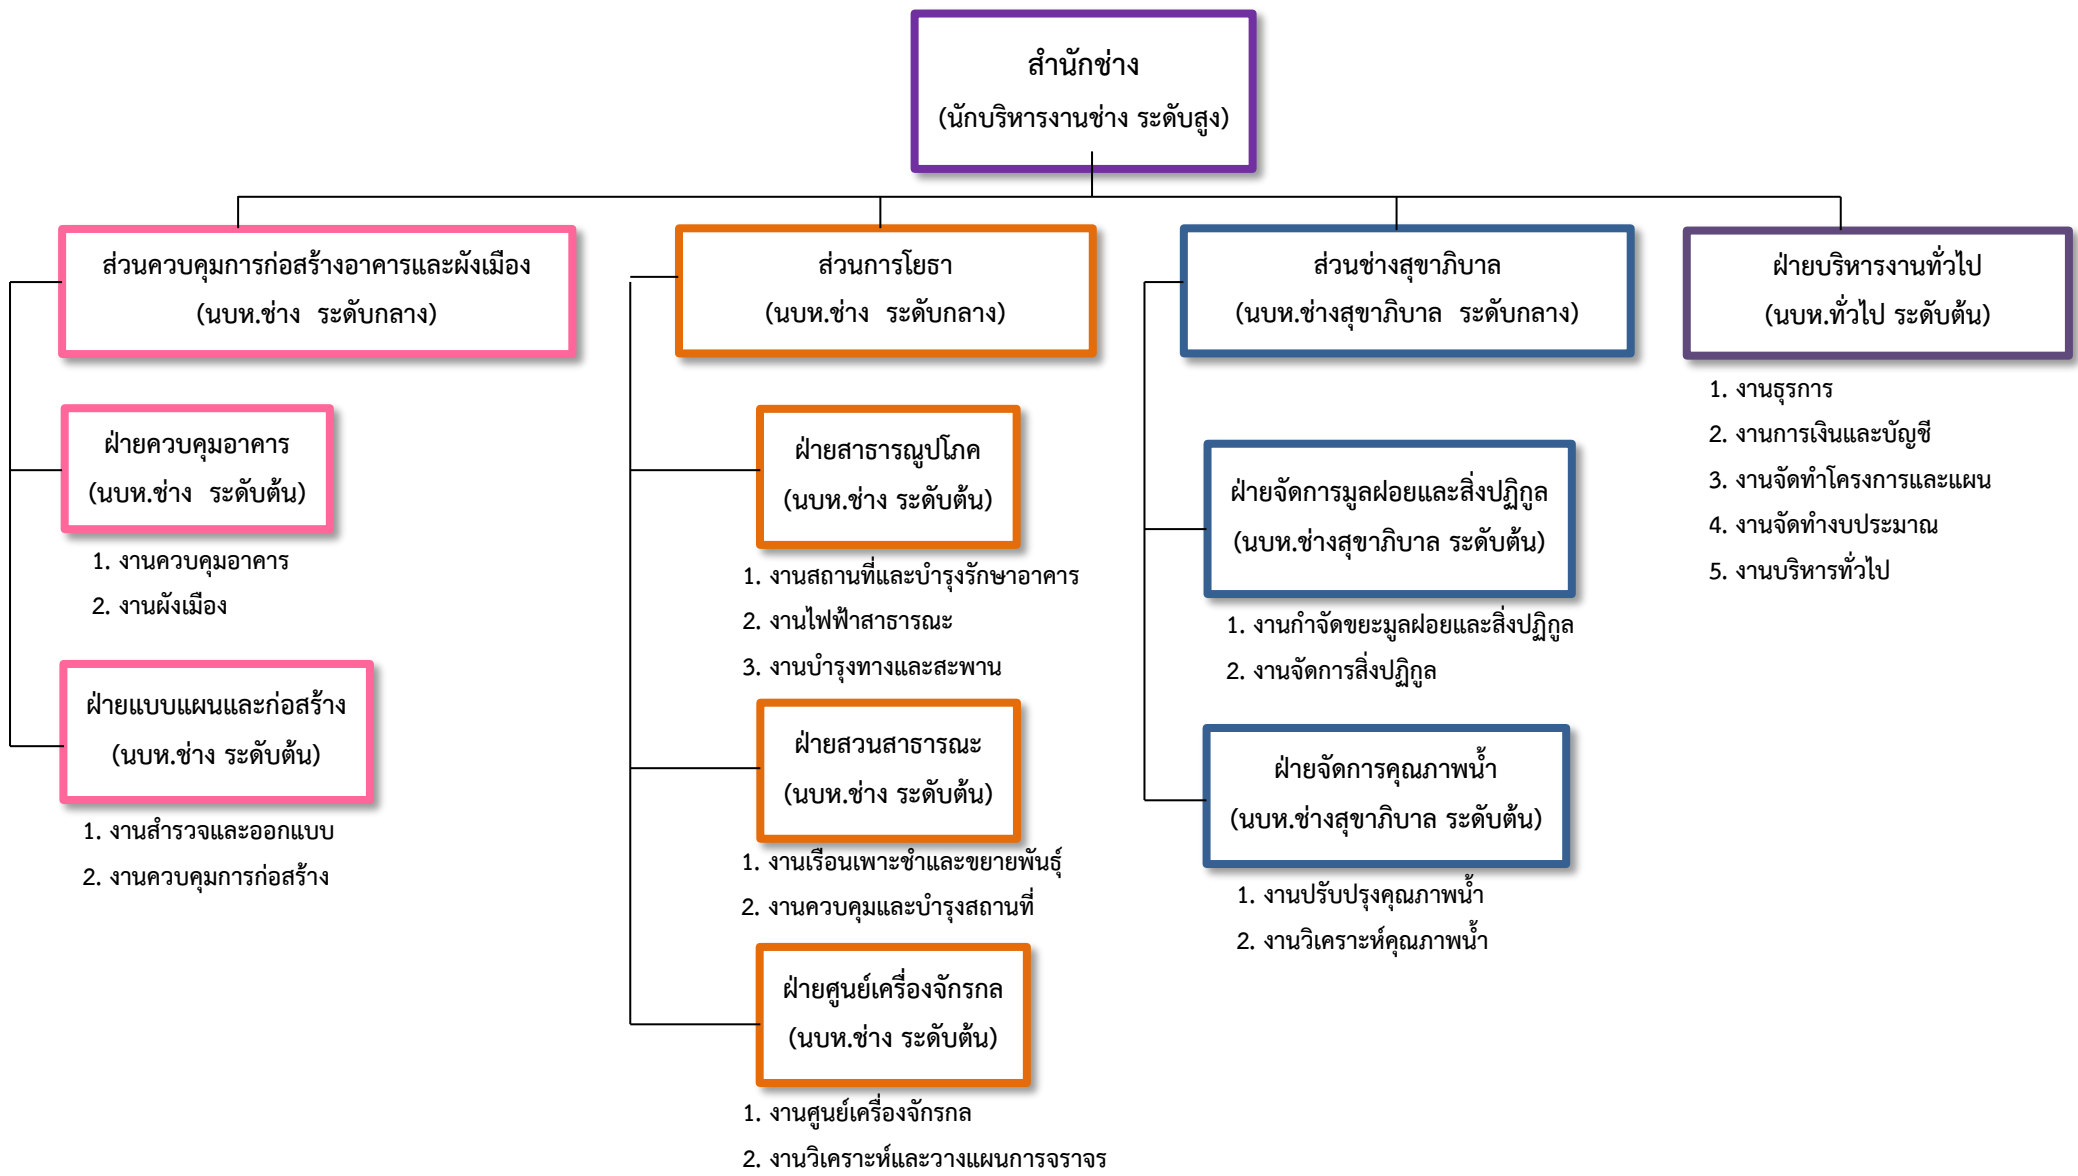 สำนักช่าง
(นักบริหารงานช่าง ระดับสูง)
ส่วนควบคุมการก่อสร้างอาคารและผังเมือง
(นบห.ช่าง ระดับกลาง)
ฝ่ายควบคุมอาคาร
(นบห.ช่าง ระดับต้น)
1. งานควบคุมอาคาร
2. งานผังเมือง
ฝ่ายแบบแผนและก่อสร้าง
(นบห.ช่าง ระดับต้น)
1. งานสำรวจและออกแบบ
2. งานควบคุมการก่อสร้าง
ส่วนการโยธา
(นบห.ช่าง ระดับกลาง)
ฝ่ายสาธารณูปโภค
(นบห.ช่าง ระดับต้น)
1. งานสถานที่และบำรุงรักษาอาคาร
2. งานไฟฟ้าสาธารณะ
3. งานบำรุงทางและสะพาน
ฝ่ายสวนสาธารณะ
(นบห.ช่าง ระดับต้น)
1. งานเรือนเพาะชำและขยายพันธุ์
2. งานควบคุมและบำรุงสถานที่
ฝ่ายศูนย์เครื่องจักรกล
(นบห.ช่าง ระดับต้น)
1. งานศูนย์เครื่องจักรกล
2. งานวิเคราะห์และวางแผนการจราจร
ส่วนช่างสุขาภิบาล
(นบห.ช่างสุขาภิบาล ระดับกลาง)
ฝ่ายจัดการมูลฝอยและสิ่งปฏิกูล
(นบห.ช่างสุขาภิบาล ระดับต้น)
1. งานกำจัดขยะมูลฝอยและสิ่งปฏิกูล
2. งานจัดการสิ่งปฏิกูล
ฝ่ายจัดการคุณภาพน้ำ
(นบห.ช่างสุขาภิบาล ระดับต้น)
1. งานปรับปรุงคุณภาพน้ำ
2. งานวิเคราะห์คุณภาพน้ำ
ฝ่ายบริหารงานทั่วไป
(นบห.ทั่วไป ระดับต้น)
1. งานธุรการ
2. งานการเงินและบัญชี
3. งานจัดทำโครงการและแผน
4. งานจัดทำงบประมาณ
5. งานบริหารทั่วไป